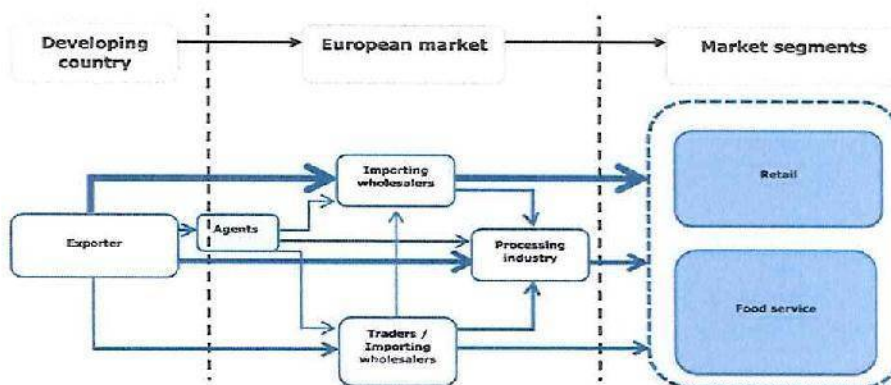 Developing
country
European market
Market segments
Importing
wholesalers
Retail
Exporter
Agents
Processing
industry
Food service
Traders /
Importing
wholesalers